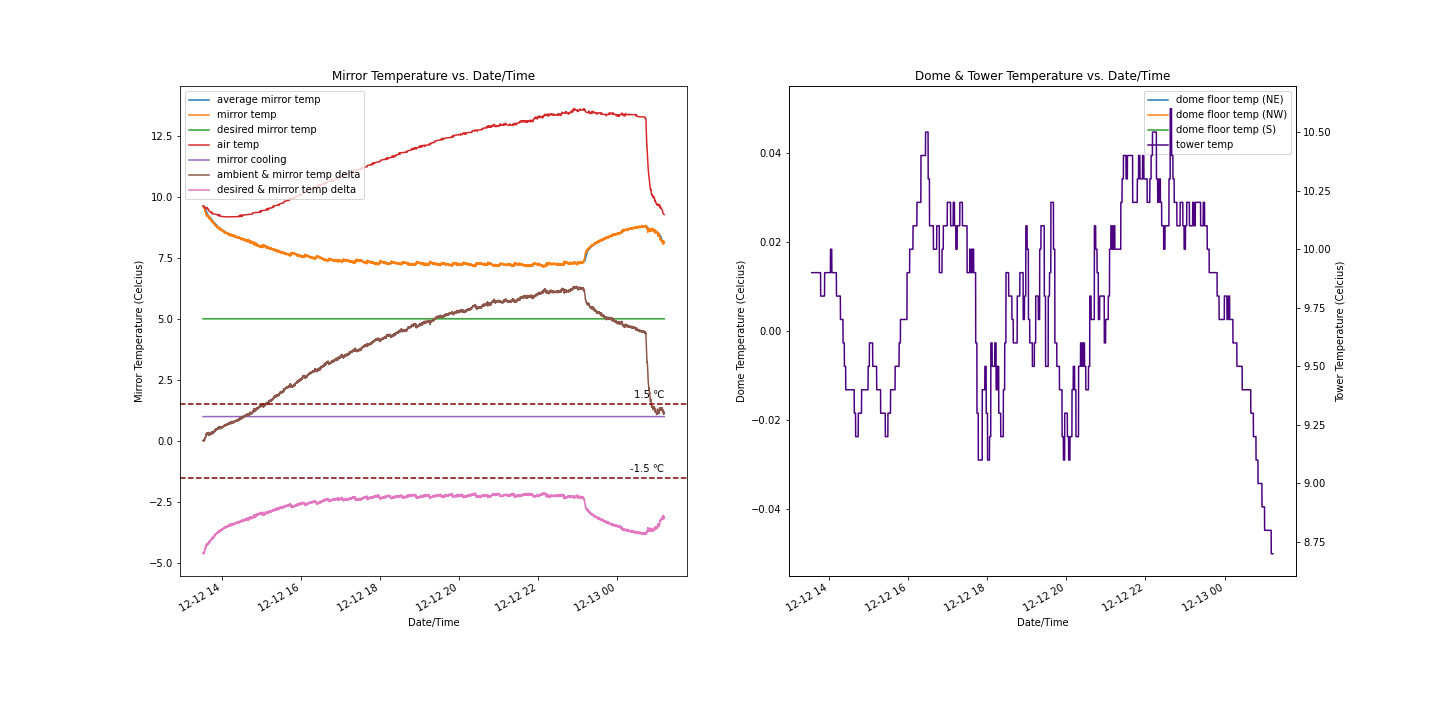 Mirror Temperature vs. Date/Time
average mirror temp
mirror temp
desired mirror temp
air temp
mirror cooling
ambient & mirror temp delta
desired & mirror temp delta
12.5
10.0
7.5
5.0
2.5
0.0
−2.5
−5.0
Mirror Temperature (Celcius)
1.5 °C
-1.5 °C
12-12 14
12-12 16
12-12 18
12-12 20
12-12 22
12-13 00
Date/Time
Dome & Tower Temperature vs. Date/Time
dome floor temp (NE)
dome floor temp (NW)
dome floor temp (S)
tower temp
0.04
0.02
0.00
−0.02
−0.04
Dome Temperature (Celcius)
10.50
10.25
10.00
9.75
9.50
9.25
9.00
8.75
Tower Temperature (Celcius)
12-12 14
12-12 16
12-12 18
12-12 20
12-12 22
12-13 00
Date/Time